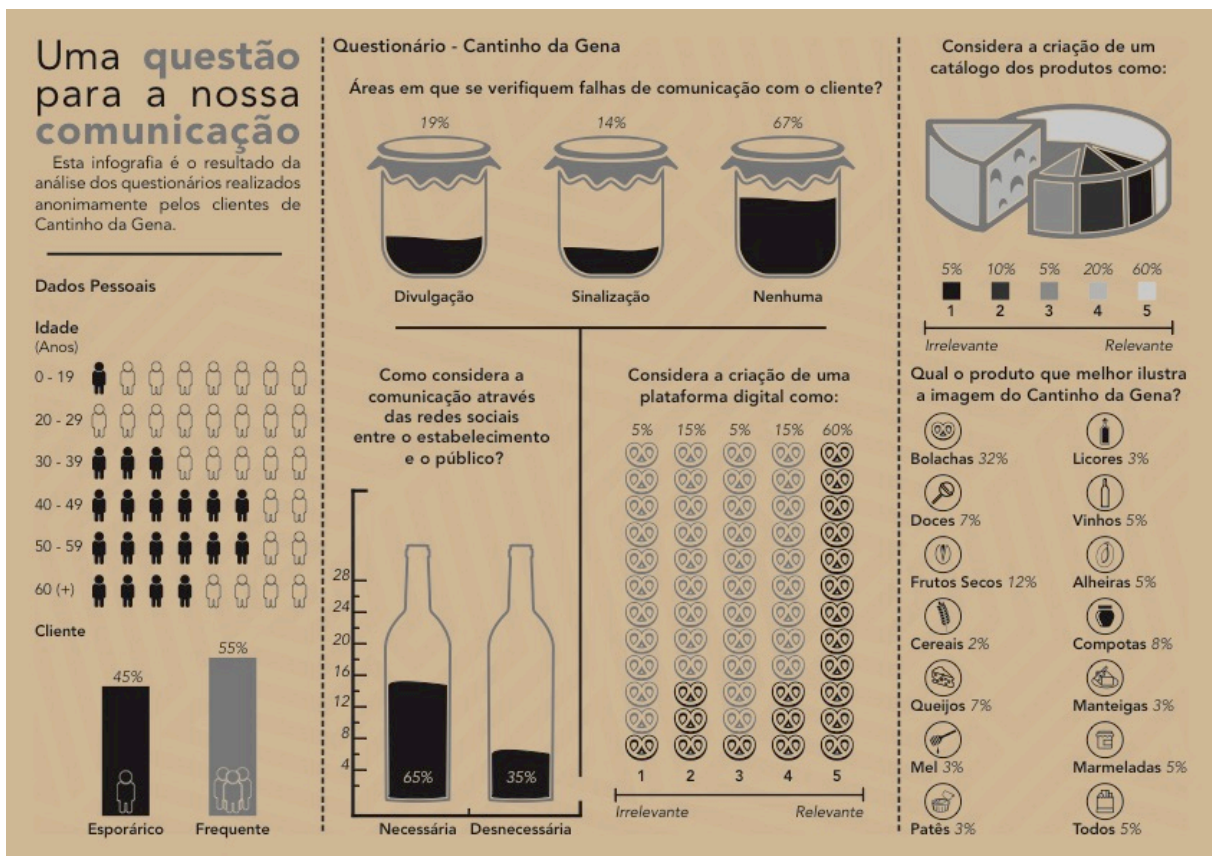 Uma questão
para a nossa
comunicação
Esta infografia é o resultado da
análise dos questionários realizados
anonimamente pelos clientes de
Cantinho da Gena.
Dados Pessoais
Idade
(Anos)
0 - 19
20 - 29
30 - 39
40 - 49
50 - 59
60 (+)
Cliente
45%
55%
Esporárico
Frequente
Questionário - Cantinho da Gena
Áreas em que se verifiquem falhas de comunicação com o cliente?
19%
14%
67%
Divulgação
Sinalização
Nenhuma
Como considera a
comunicação através
das redes sociais
entre o estabelecimento
e o público?
28
24
20
16
12
8
4
65%
35%
Necessária
Desnecessária
Considera a criação de uma
plataforma digital como:
5% 15% 5% 15% 60%
1 2 3 4 5
Irrelevante
Relevante
Considera a criação de um
catálogo dos produtos como:
5% 10% 5% 20% 60%
1 2 3 4 5
Irrelevante
Relevante
Qual o produto que melhor ilustra
a imagem do Cantinho da Gena?
Bolachas 32%
Licores 3%
Doces 7%
Vinhos 5%
Frutos Secos 12%
Alheiras 5%
Cereais 2%
Compotas 8%
Queijos 7%
Manteigas 3%
Mel 3%
Marmeladas 5%
Patês 3%
Todos 5%